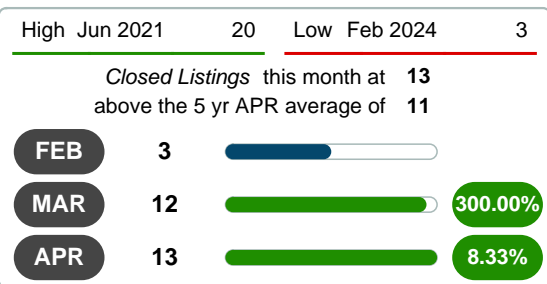 High Jun 2021 20 Low Feb 2024 3
Closed Listings this month at 13
above the 5 yr APR average of 11
FEB 3
MAR 12 300.00%
APR 13 8.33%